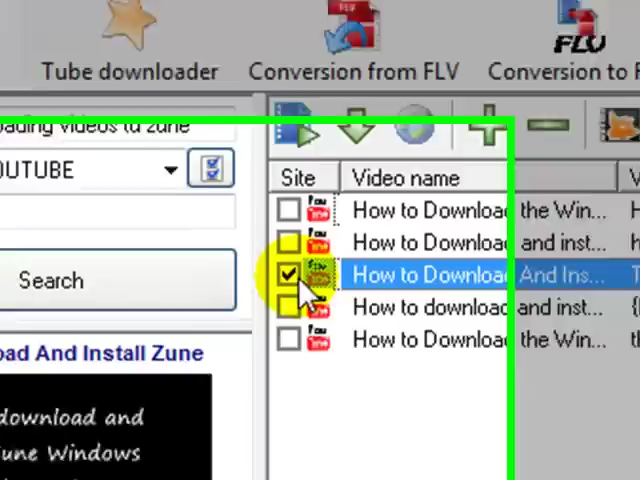 Tube downloader
Conversion from FLV
FLV
Conversion to F
oading videos to zune
OUTUBE
Search
Site
Video name
V
How to Download the Win...
H
How to Download and inst...
h
How to Download And Ins...
T
How to download and inst...
{
How to Download the Win...
th
oad And Install Zune
download and
une Windows